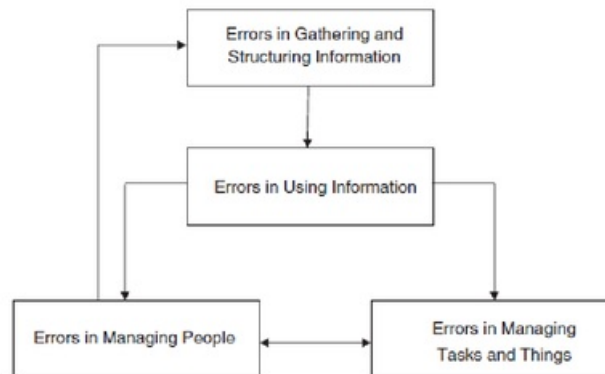 Errors in Gathering and
Structuring Information
Errors in Using Information
Errors in Managing People
Errors in Managing
Tasks and Things